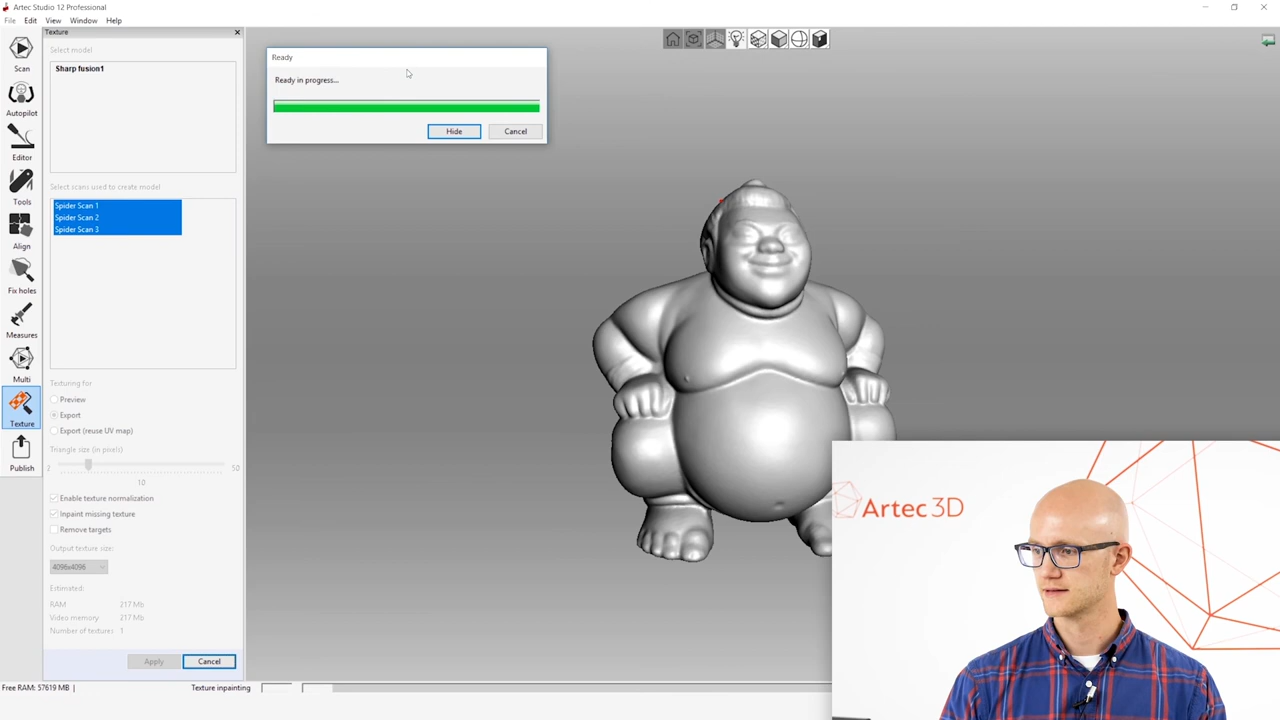 Artec Studio 12 Professional
File Edit View Window Help
Scan
Autopilot
Editor
Tools
Align
Fix holes
Measures
Multi
Texture
Publish
Texture
Select model
Sharp fusion1
Select scans used to create model
Spider Scan 1
Spider Scan 2
Spider Scan 3
Texturing for
Preview
Export
Export (reuse UV map)
Triangle size (in pixels)
2 50
10
Enable texture normalization
Inpaint missing texture
Remove targets
Output texture size:
4096x4096
Estimated:
RAM 217 Mb
Video memory 217 Mb
Number of textures 1
Apply Cancel
Ready
Ready in progress...
Hide Cancel
Artec 3D
Free RAM: 57619 MB | Texture inpainting